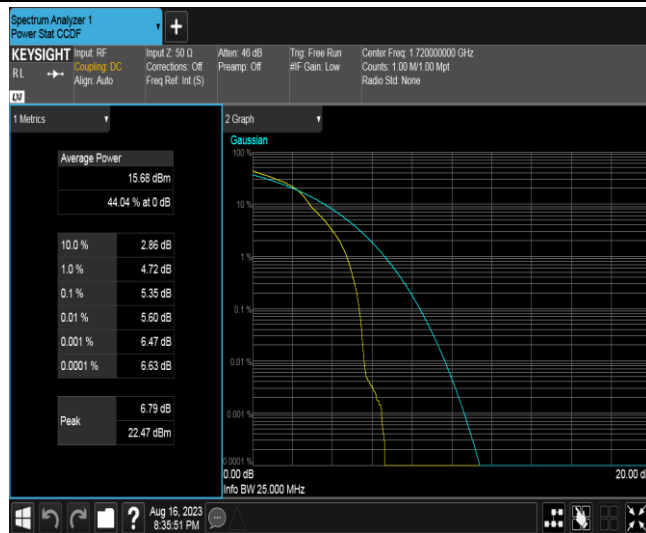 Spectrum Analyzer 1
Power Stat CCDF
+
KEYSIGHT
RL
LXI
Input: RF
Coupling: DC
Align: Auto
Input Z: 50 Ω
Corrections: Off
Freq Ref: Int (S)
Atten: 46 dB
Preamp: Off
Trig: Free Run
#IF Gain: Low
Center Freq: 1.720000000 GHz
Counts: 1.00 M/1.00 Mpt
Radio Std: None
1 Metrics
Average Power
15.68 dBm
44.04 % at 0 dB
10.0 % 2.86 dB
1.0 % 4.72 dB
0.1 % 5.35 dB
0.01 % 5.60 dB
0.001 % 6.47 dB
0.0001 % 6.63 dB
Peak
6.79 dB
22.47 dBm
2 Graph
Gaussian
100 %
10 %
1 %
0.1 %
0.01 %
0.001 %
0.0001 %
0.00 dB
20.00 d
Info BW 25.000 MHz
?
Aug 16, 2023
8:35:51 PM